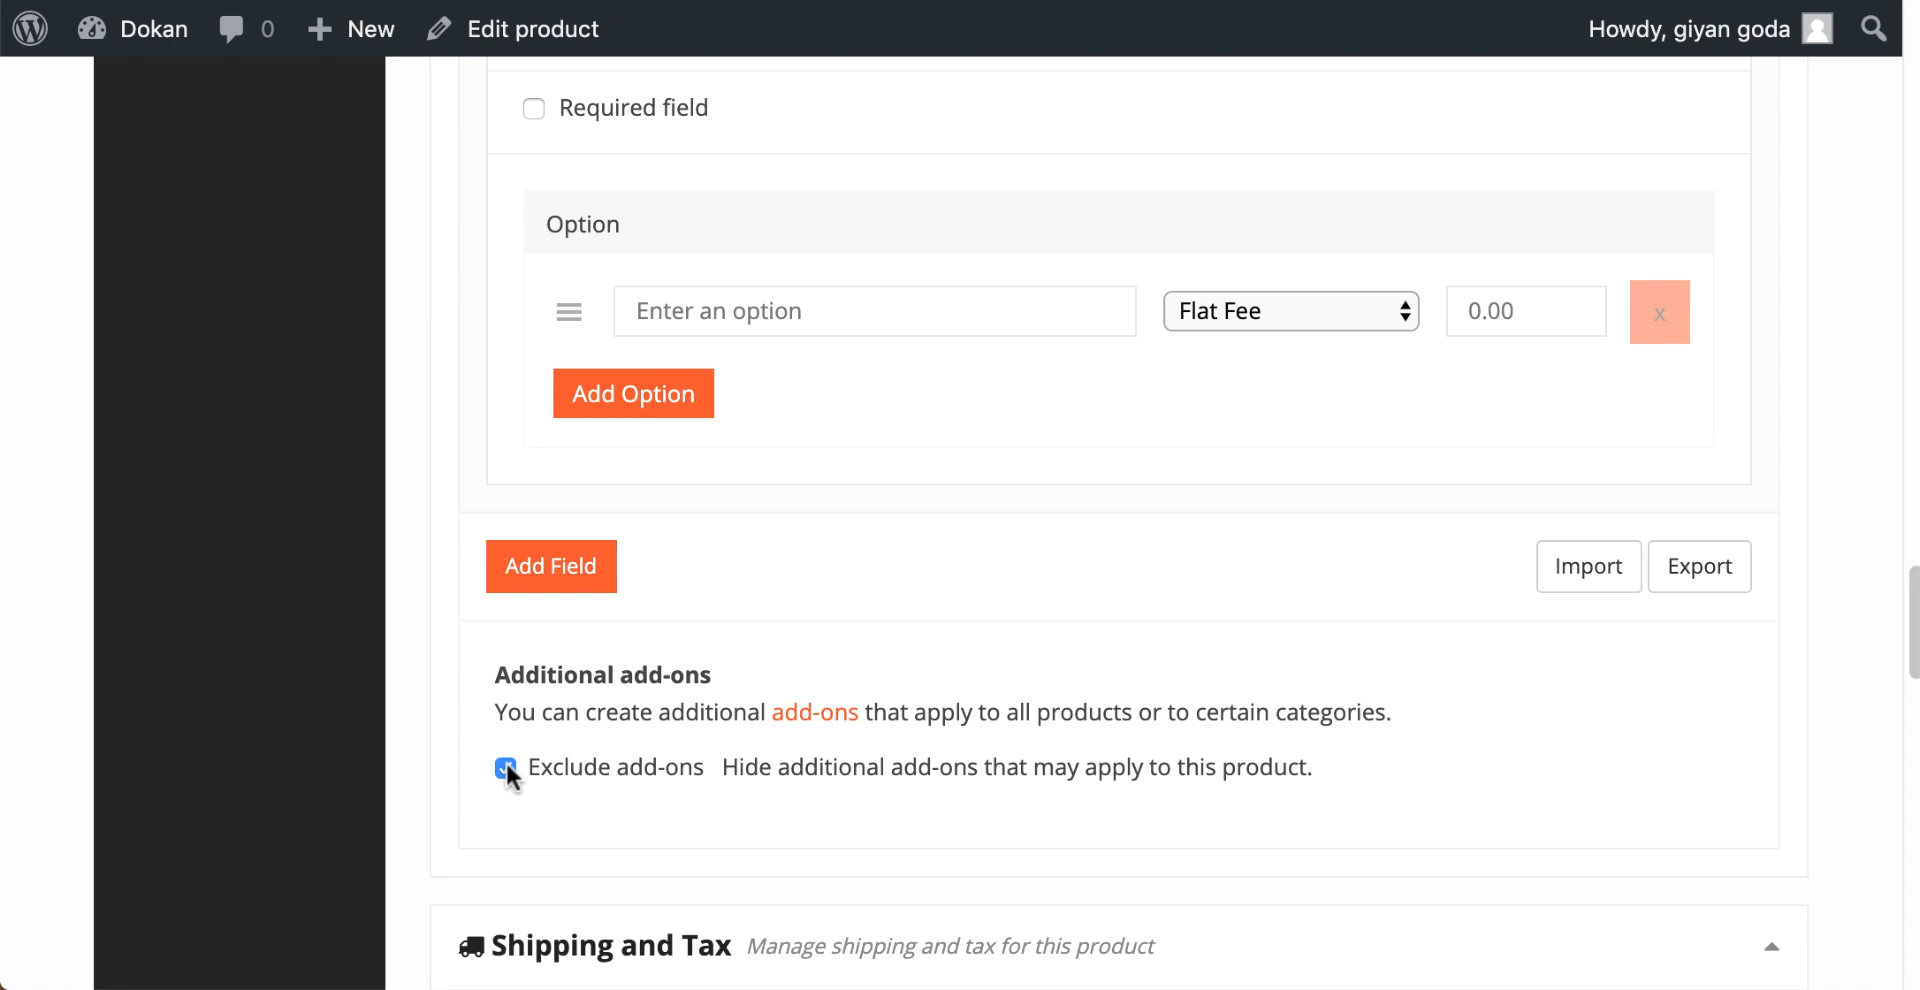 Dokan 0 New Edit product Howdy, giyan goda
Required field
Option
Enter an option Flat Fee 0.00 x
Add Option
Add Field Import Export
Additional add-ons
You can create additional add-ons that apply to all products or to certain categories.
Exclude add-ons Hide additional add-ons that may apply to this product.
Shipping and Tax Manage shipping and tax for this product